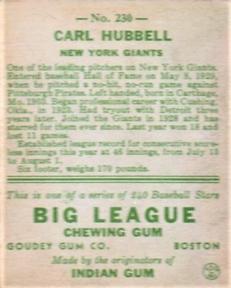 — No. 230 —
CARL HUBBELL
NEW YORK GIANTS
One of the leading pitchers on New York Giants.
Entered baseball Hall of Fame on May 8, 1929,
when he pitched a no-hit, no-run game against
Pittsburgh Pirates. Left handed, born in Carthage,
Mo. 1903. Began professional career with Cushing,
Okla., in 1923. Had tryout with Detroit three
years later. Joined the Giants in 1928 and has
starred for them ever since. Last year won 18 and
lost 11 games.
Established league record for consecutive score-
less innings this year at 46 innings, from July 13
to August 1.
Six footer, weighs 170 pounds.
This is one of a series of 240 Baseball Stars
BIG LEAGUE
CHEWING GUM
GOUDEY GUM CO. BOSTON
Made by the originators of
INDIAN GUM